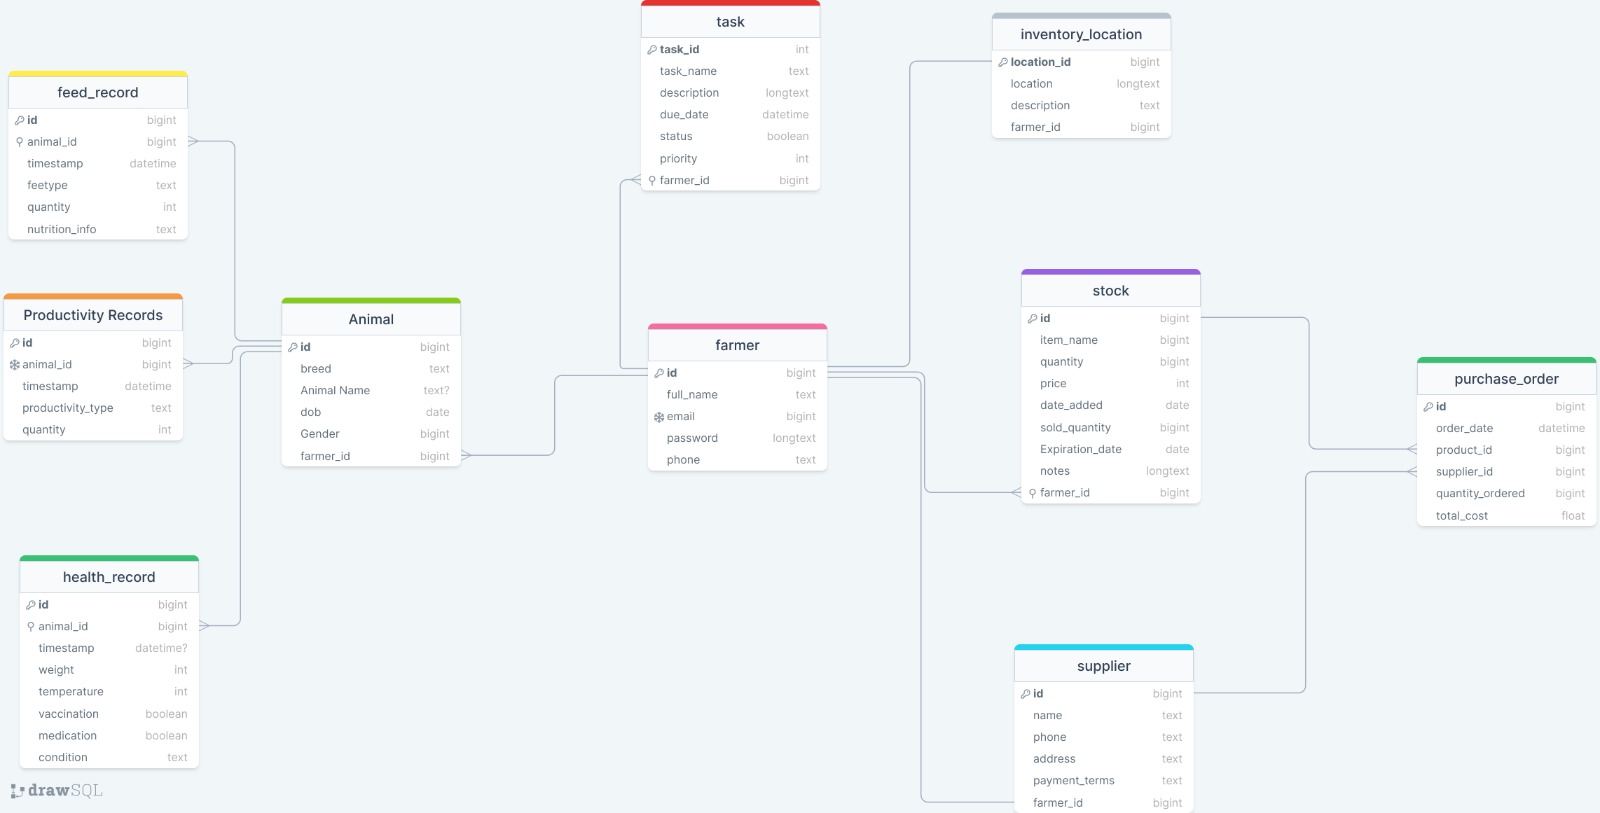 task
task_id int
task_name text
description longtext
due_date datetime
status boolean
priority int
farmer_id bigint
inventory_location
location_id bigint
location longtext
description text
farmer_id bigint
feed_record
id bigint
animal_id bigint
timestamp datetime
feetype text
quantity int
nutrition_info text
Productivity Records
id bigint
animal_id bigint
timestamp datetime
productivity_type text
quantity int
Animal
id bigint
breed text
Animal Name text?
dob date
Gender bigint
farmer_id bigint
farmer
id bigint
full_name text
email bigint
password longtext
phone text
stock
id bigint
item_name bigint
quantity bigint
price int
date_added date
sold_quantity bigint
Expiration_date date
notes longtext
farmer_id bigint
purchase_order
id bigint
order_date datetime
product_id bigint
supplier_id bigint
quantity_ordered bigint
total_cost float
health_record
id bigint
animal_id bigint
timestamp datetime?
weight int
temperature int
vaccination boolean
medication boolean
condition text
supplier
id bigint
name text
phone text
address text
payment_terms text
farmer_id bigint
drawSQL